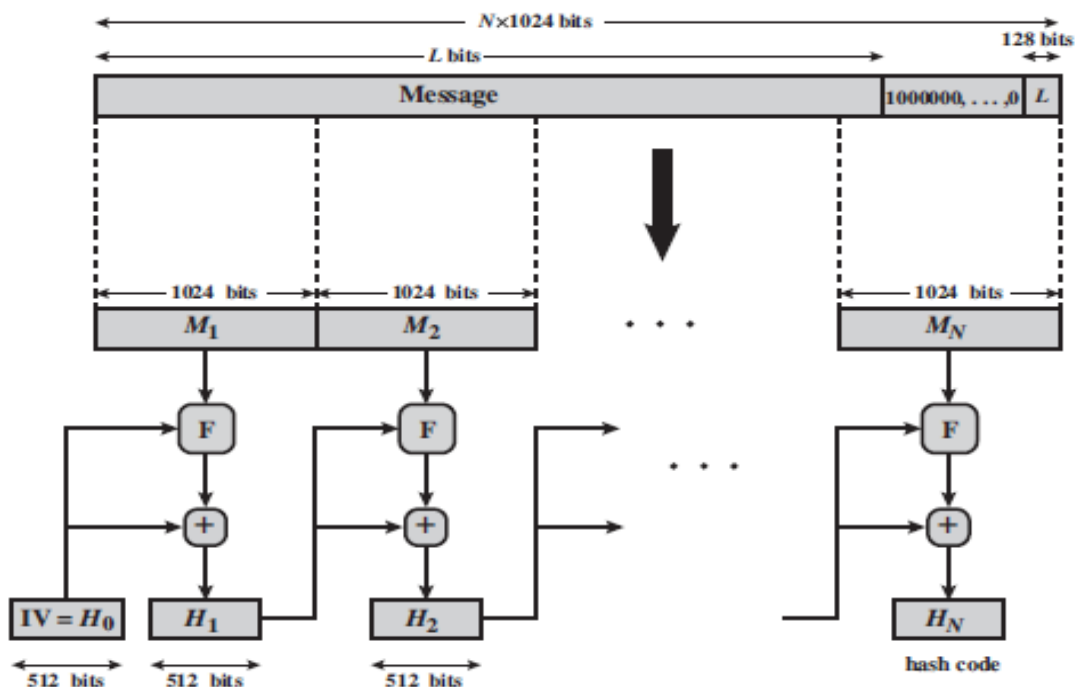 N×1024 bits
128 bits
L bits
Message
1000000, . . . ,0
L
1024 bits
1024 bits
1024 bits
M1
M2
. . .
MN
F
F
F
. . .
+
+
+
IV = H0
H1
H2
HN
512 bits
512 bits
512 bits
hash code